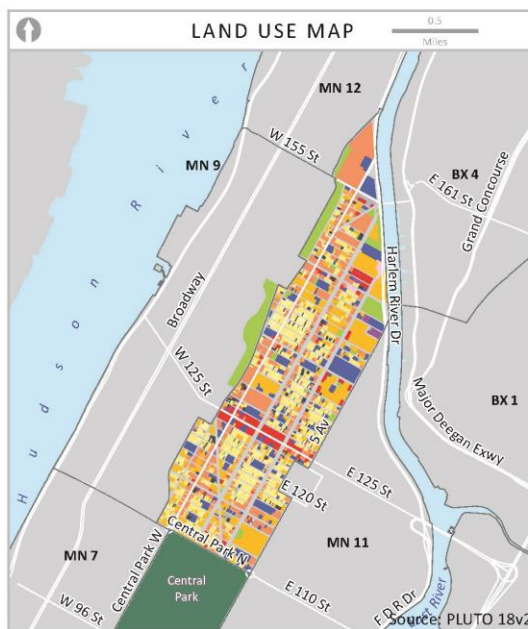 LAND USE MAP
0.5
Miles
MN 12
W 155 St
MN 9
BX 4
E 161 St
Grand Concourse
Hudson River
Broadway
Harlem River Dr
W 125 St
Major Deegan Expwy
BX 1
5 Av
E 125 St
E 120 St
Central Park N
MN 7
Central Park W
MN 11
Central
Park
E 110 St
W 96 St
F D R Dr
East River
Source: PLUTO 18v2